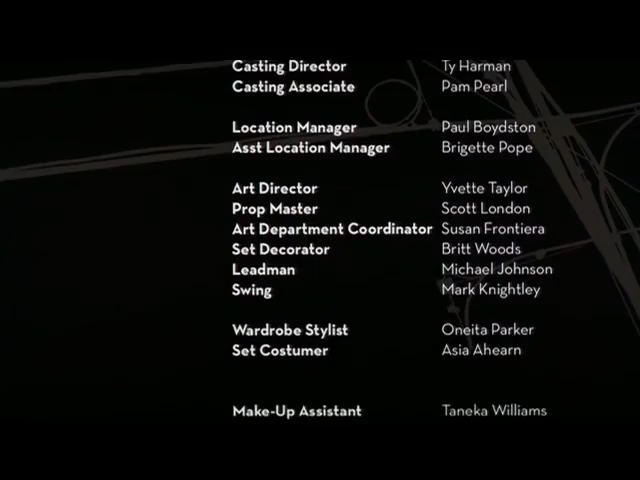 Casting Director Ty Harman
Casting Associate Pam Pearl
Location Manager Paul Boydston
Asst Location Manager Brigette Pope
Art Director Yvette Taylor
Prop Master Scott London
Art Department Coordinator Susan Frontiera
Set Decorator Britt Woods
Leadman Michael Johnson
Swing Mark Knightley
Wardrobe Stylist Oneita Parker
Set Costumer Asia Ahearn
Make-Up Assistant Taneka Williams